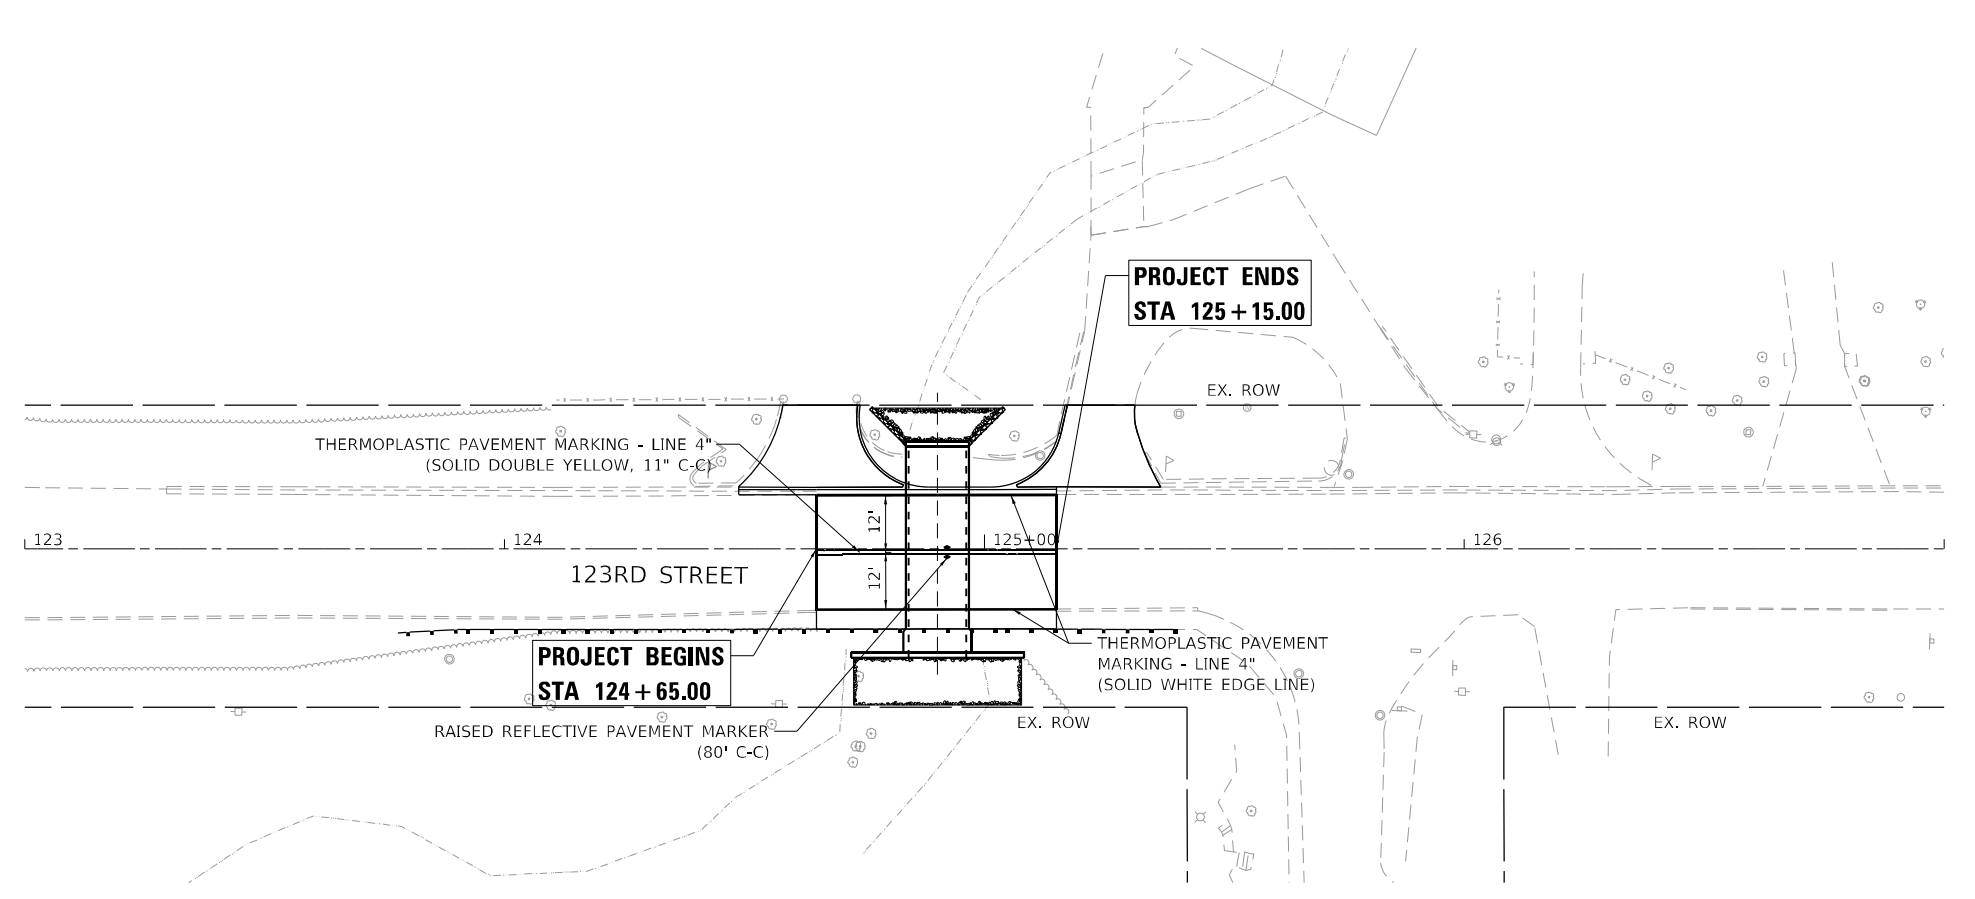 PROJECT ENDS
STA 125+15.00
EX. ROW
THERMOPLASTIC PAVEMENT MARKING - LINE 4"
(SOLID DOUBLE YELLOW, 11" C-C)
12'
123
124
125+00
126
123RD STREET
12'
PROJECT BEGINS
STA 124+65.00
THERMOPLASTIC PAVEMENT
MARKING - LINE 4"
(SOLID WHITE EDGE LINE)
RAISED REFLECTIVE PAVEMENT MARKER
(80' C-C)
EX. ROW
EX. ROW